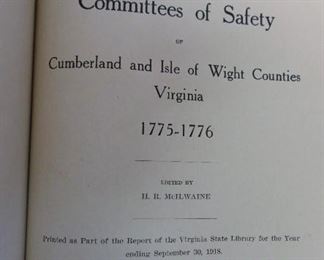 Committees of Safety
OF
Cumberland and Isle of Wight Counties
Virginia
1775-1776
EDITED BY
H. R. McILWAINE
Printed as Part of the Report of the Virginia State Library for the Year
ending September 30, 1918.